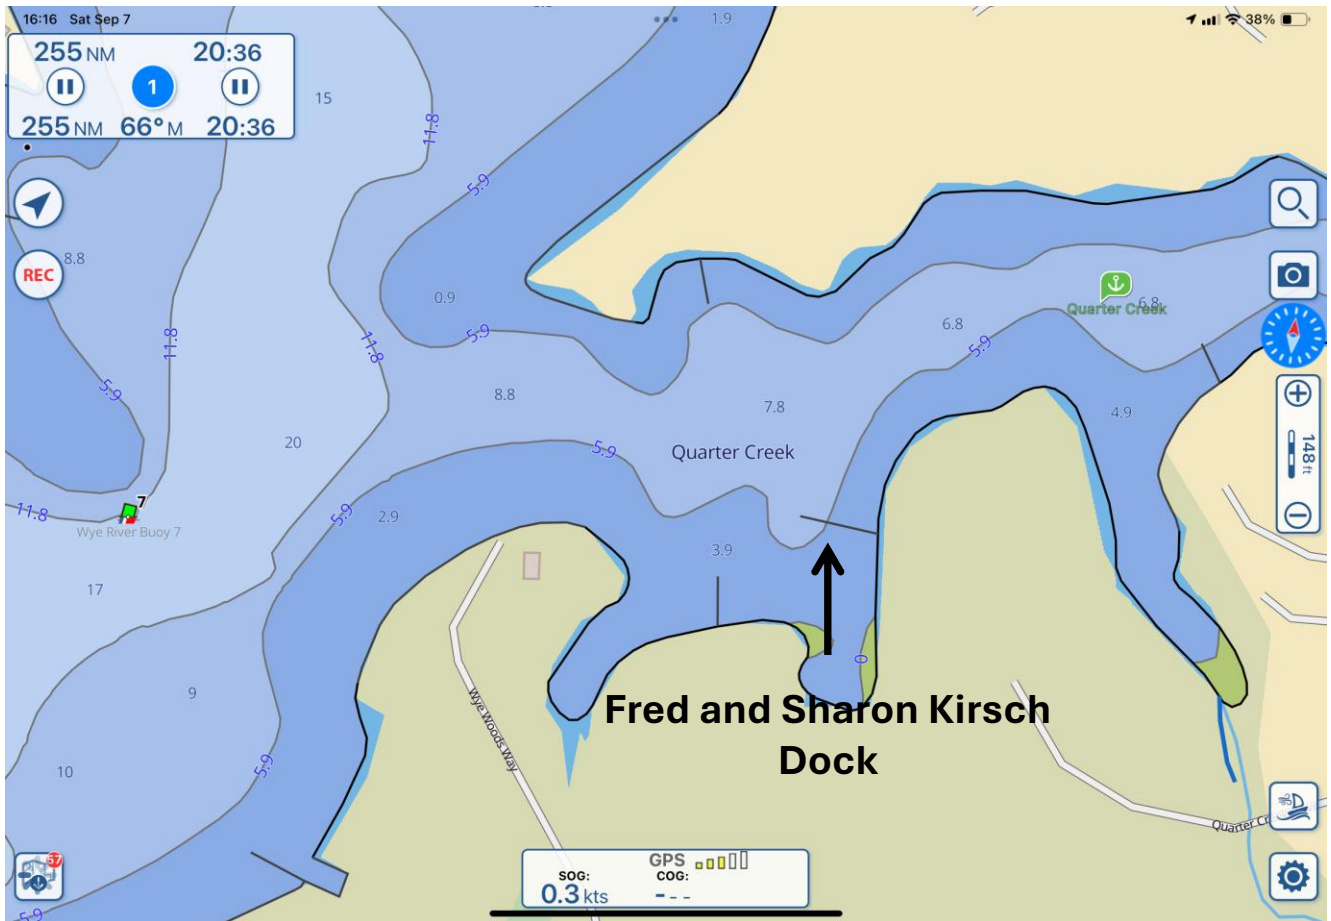 16:16 Sat Sep 7
38%
255 NM 20:36
1
255 NM 66° M 20:36
1.9
15
11.8
5.9
8.8
REC
0.9
5.9
11.8
11.8
5.9
6.8
6.8
Quarter Creek
5.9
8.8
7.8
4.9
148 ft
20
5.9
Quarter Creek
7
11.8
Wye River Buoy 7
5.9
2.9
3.9
17
0
9
Wye Woods Way
Fred and Sharon Kirsch
Dock
10
5.9
57
GPS
SOG: COG:
0.3 kts - - -
5.9